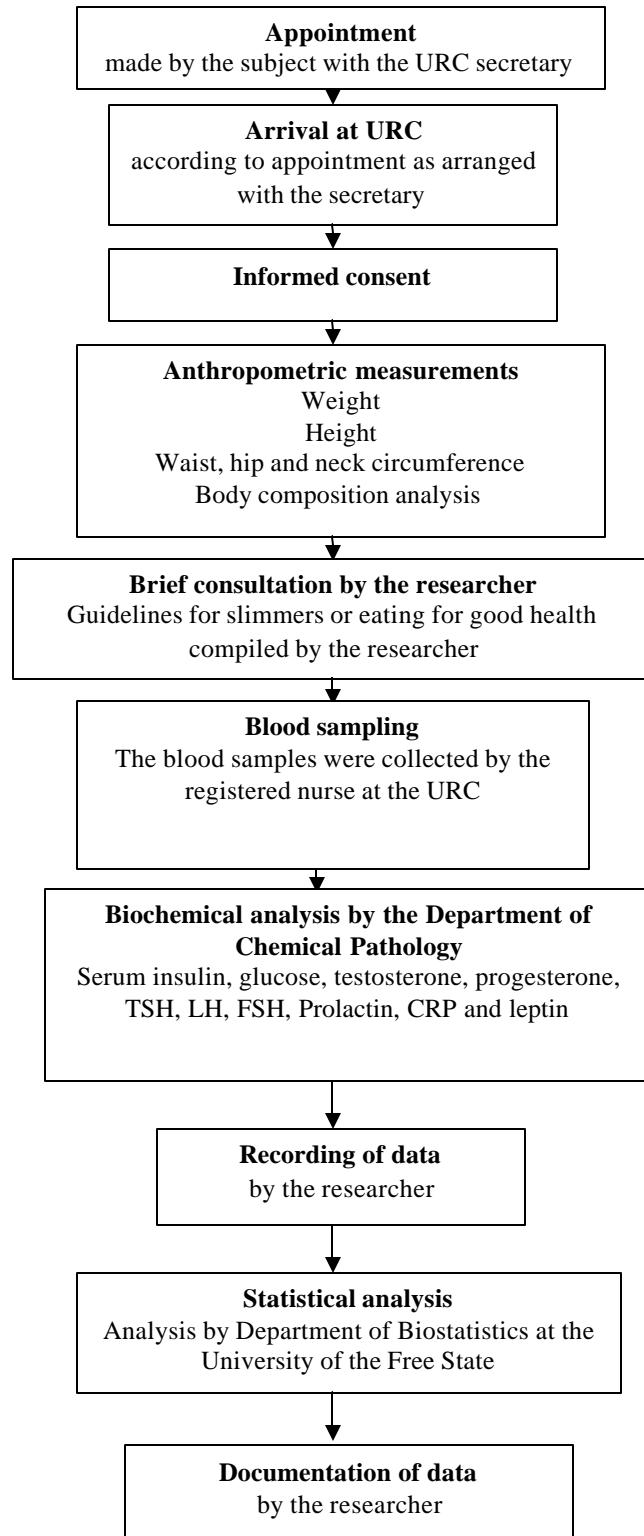 Appointment
made by the subject with the URC secretary
Arrival at URC
according to appointment as arranged
with the secretary
Informed consent
Anthropometric measurements
Weight
Height
Waist, hip and neck circumference
Body composition analysis
Brief consultation by the researcher
Guidelines for slimmers or eating for good health
compiled by the researcher
Blood sampling
The blood samples were collected by the
registered nurse at the URC
Biochemical analysis by the Department of
Chemical Pathology
Serum insulin, glucose, testosterone, progesterone,
TSH, LH, FSH, Prolactin, CRP and leptin
Recording of data
by the researcher
Statistical analysis
Analysis by Department of Biostatistics at the
University of the Free State
Documentation of data
by the researcher